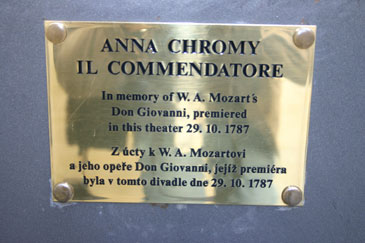 ANNA CHROMY
IL COMMENDATORE
In memory of W. A. Mozart's
Don Giovanni, premiered
in this theater 29. 10. 1787
Z úcty k W. A. Mozartovi
a jeho opeře Don Giovanni, jejíž premiéra
byla v tomto divadle dne 29. 10. 1787